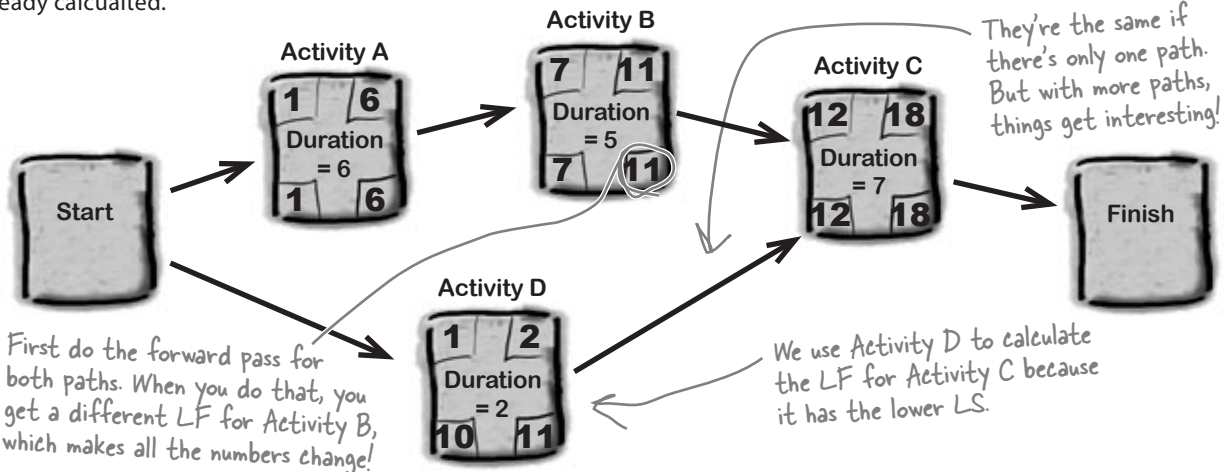 eady calcualted.
Activity B
7 11
Duration
= 5
7 11
Activity A
1 6
Duration
= 6
1 6
Activity C
12 18
Duration
= 7
12 18
They're the same if
there's only one path.
But with more paths,
things get interesting!
Start
Finish
Activity D
1 2
Duration
= 2
10 11
First do the forward pass for
both paths. When you do that, you
get a different LF for Activity B,
which makes all the numbers change!
We use Activity D to calculate
the LF for Activity C because
it has the lower LS.